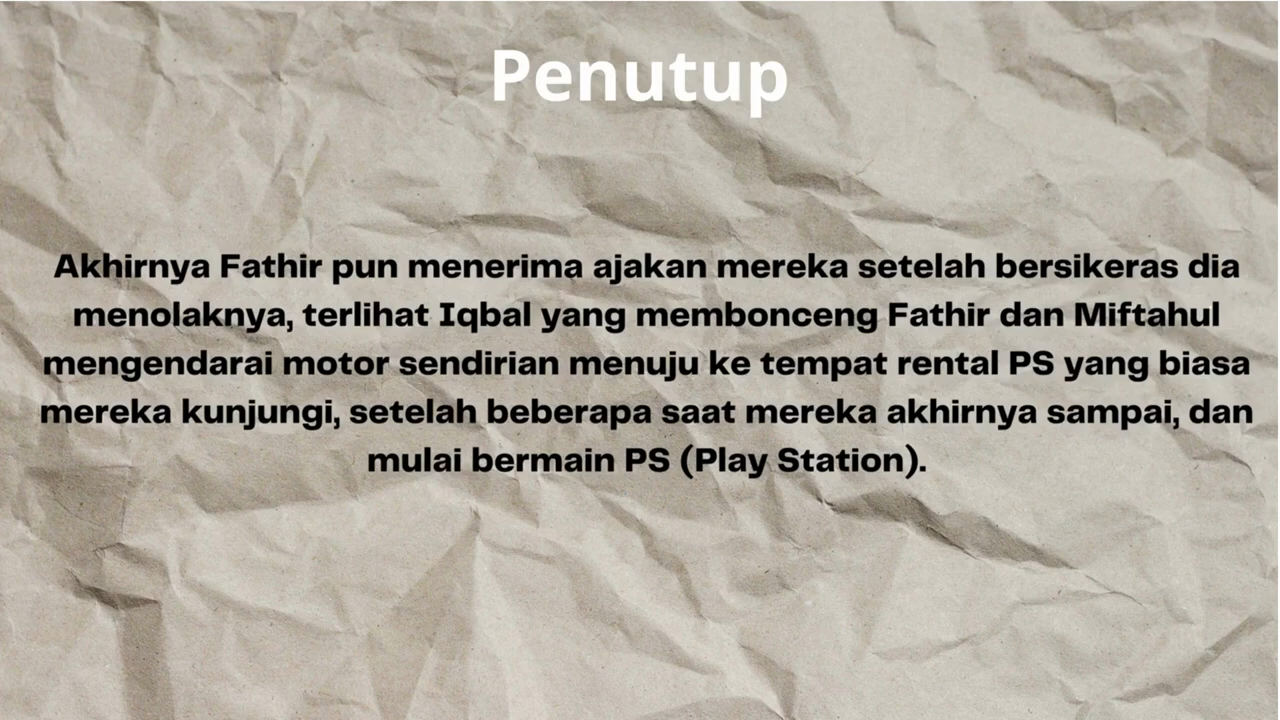 Penutup
Akhirnya Fathir pun menerima ajakan mereka setelah bersikeras dia
menolaknya, terlihat Iqbal yang membonceng Fathir dan Miftahul
mengendarai motor sendirian menuju ke tempat rental PS yang biasa
mereka kunjungi, setelah beberapa saat mereka akhirnya sampai, dan
mulai bermain PS (Play Station).